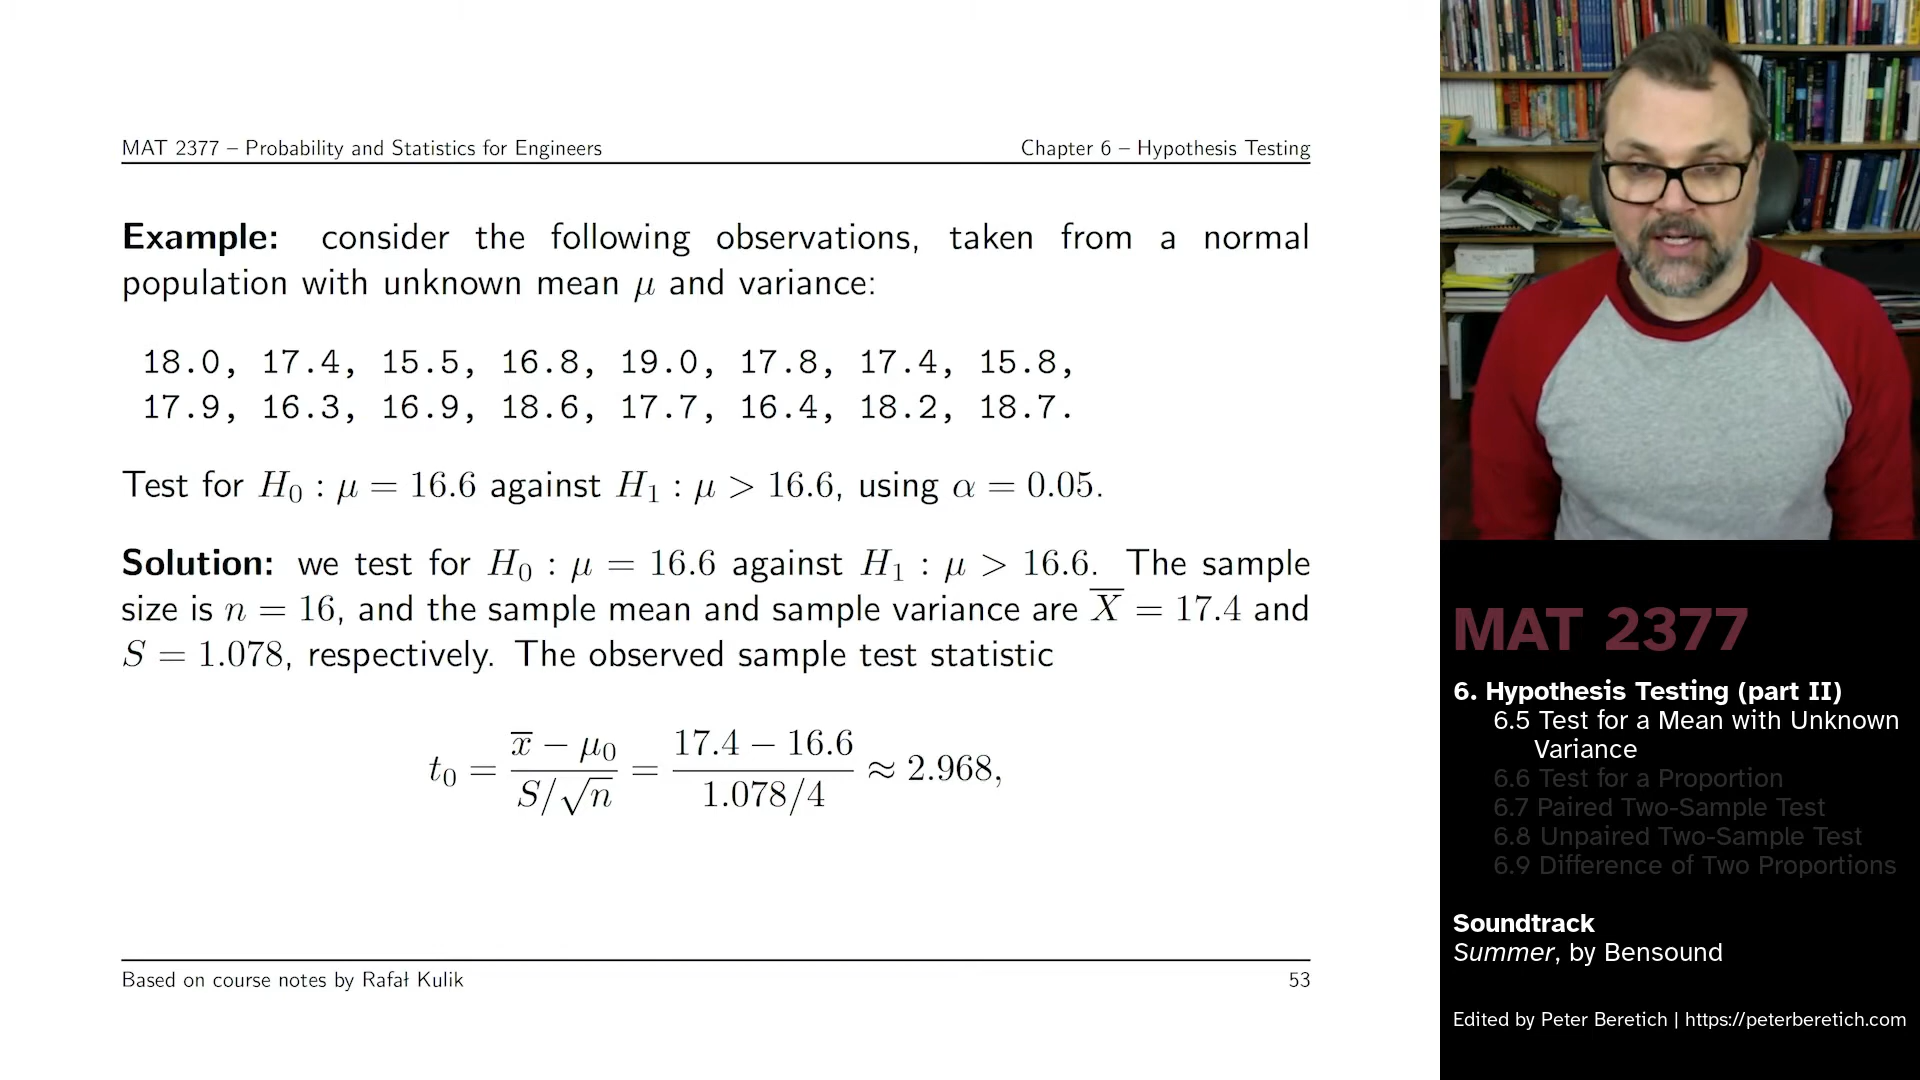 MAT 2377 – Probability and Statistics for Engineers
Chapter 6 – Hypothesis Testing
Example: consider the following observations, taken from a normal
population with unknown mean μ and variance:
18.0, 17.4, 15.5, 16.8, 19.0, 17.8, 17.4, 15.8,
17.9, 16.3, 16.9, 18.6, 17.7, 16.4, 18.2, 18.7.
Test for H₀ : μ = 16.6 against H₁ : μ > 16.6, using α = 0.05.
Solution: we test for H₀ : μ = 16.6 against H₁ : μ > 16.6. The sample
size is n = 16, and the sample mean and sample variance are X̅ = 17.4 and
S = 1.078, respectively. The observed sample test statistic
t₀ = (x̅ − μ₀)/(S/√n) = (17.4 − 16.6)/(1.078/4) ≈ 2.968,
Based on course notes by Rafał Kulik
53
MAT 2377
6. Hypothesis Testing (part II)
6.5 Test for a Mean with Unknown
Variance
6.6 Test for a Proportion
6.7 Paired Two-Sample Test
6.8 Unpaired Two-Sample Test
6.9 Difference of Two Proportions
Soundtrack
Summer, by Bensound
Edited by Peter Beretich | https://peterberetich.com